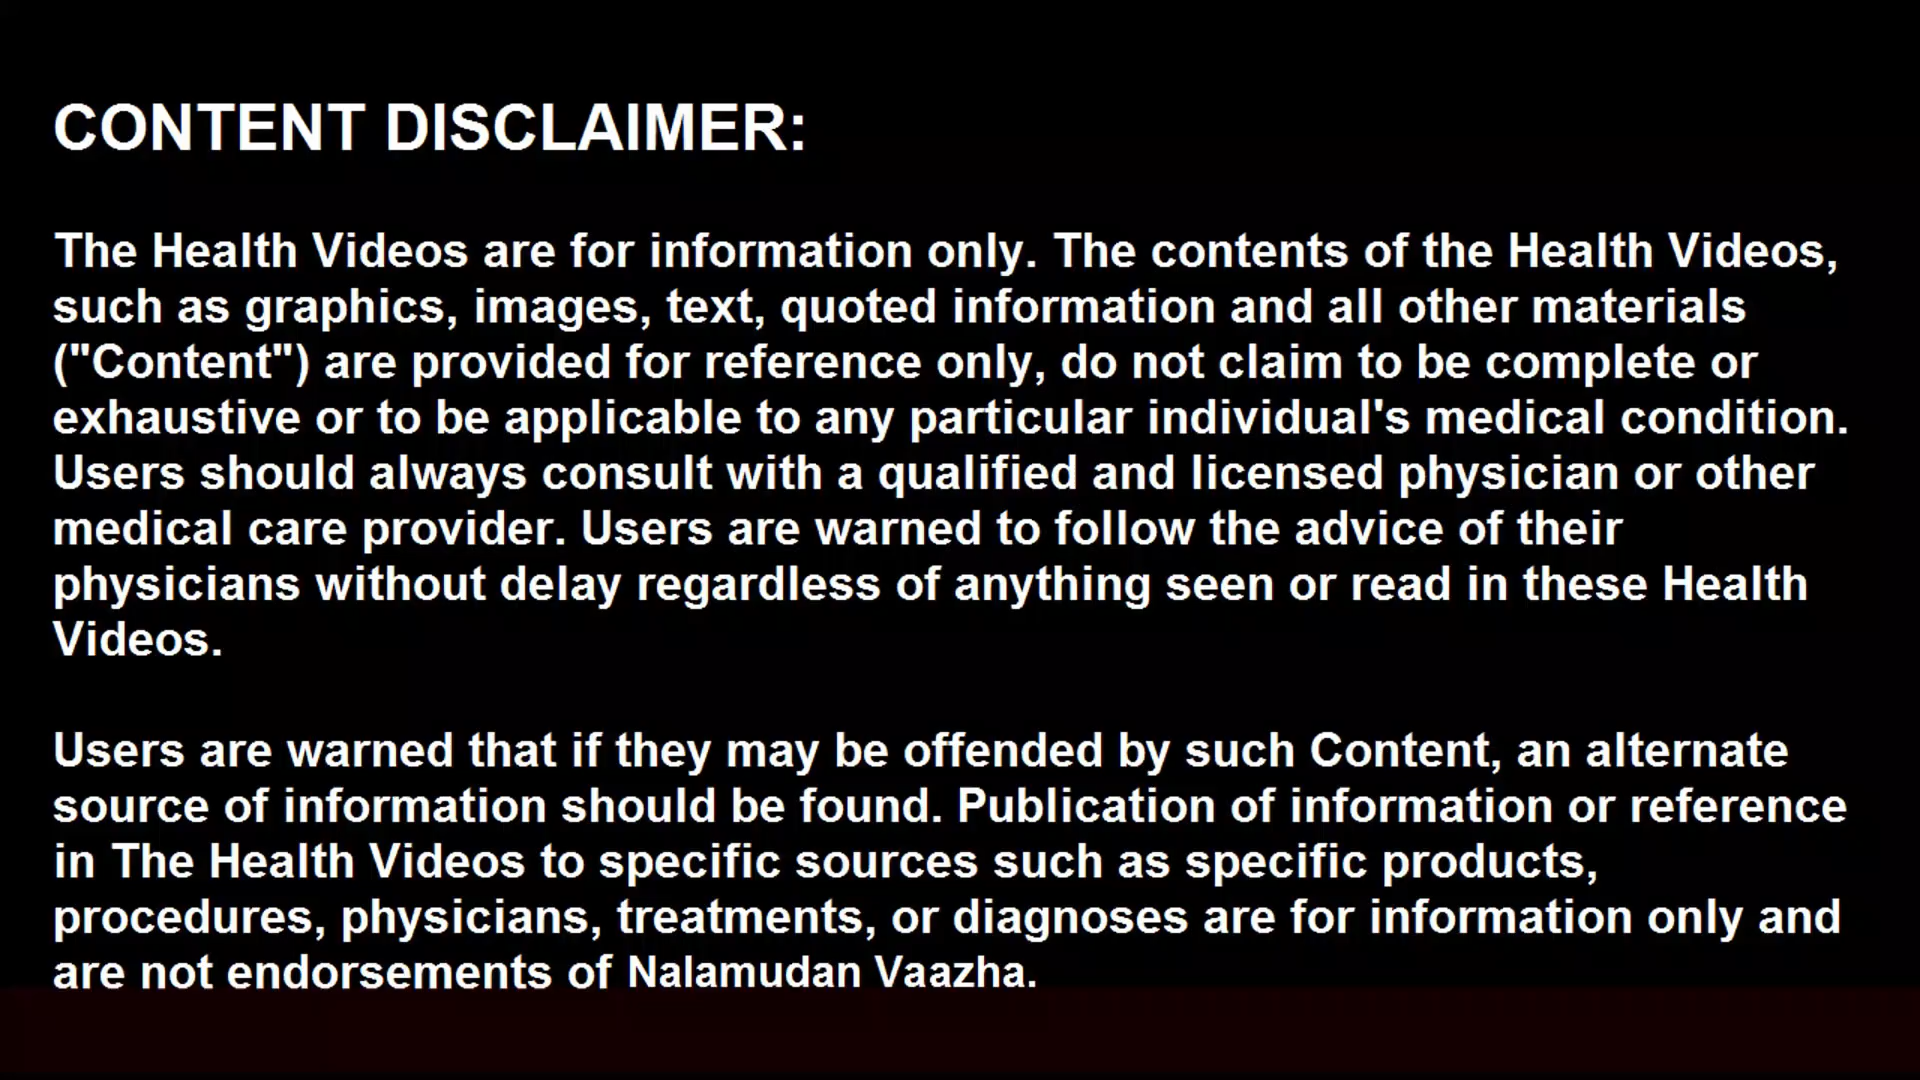 CONTENT DISCLAIMER:
The Health Videos are for information only. The contents of the Health Videos,
such as graphics, images, text, quoted information and all other materials
("Content") are provided for reference only, do not claim to be complete or
exhaustive or to be applicable to any particular individual's medical condition.
Users should always consult with a qualified and licensed physician or other
medical care provider. Users are warned to follow the advice of their
physicians without delay regardless of anything seen or read in these Health
Videos.
Users are warned that if they may be offended by such Content, an alternate
source of information should be found. Publication of information or reference
in The Health Videos to specific sources such as specific products,
procedures, physicians, treatments, or diagnoses are for information only and
are not endorsements of Nalamudan Vaazha.